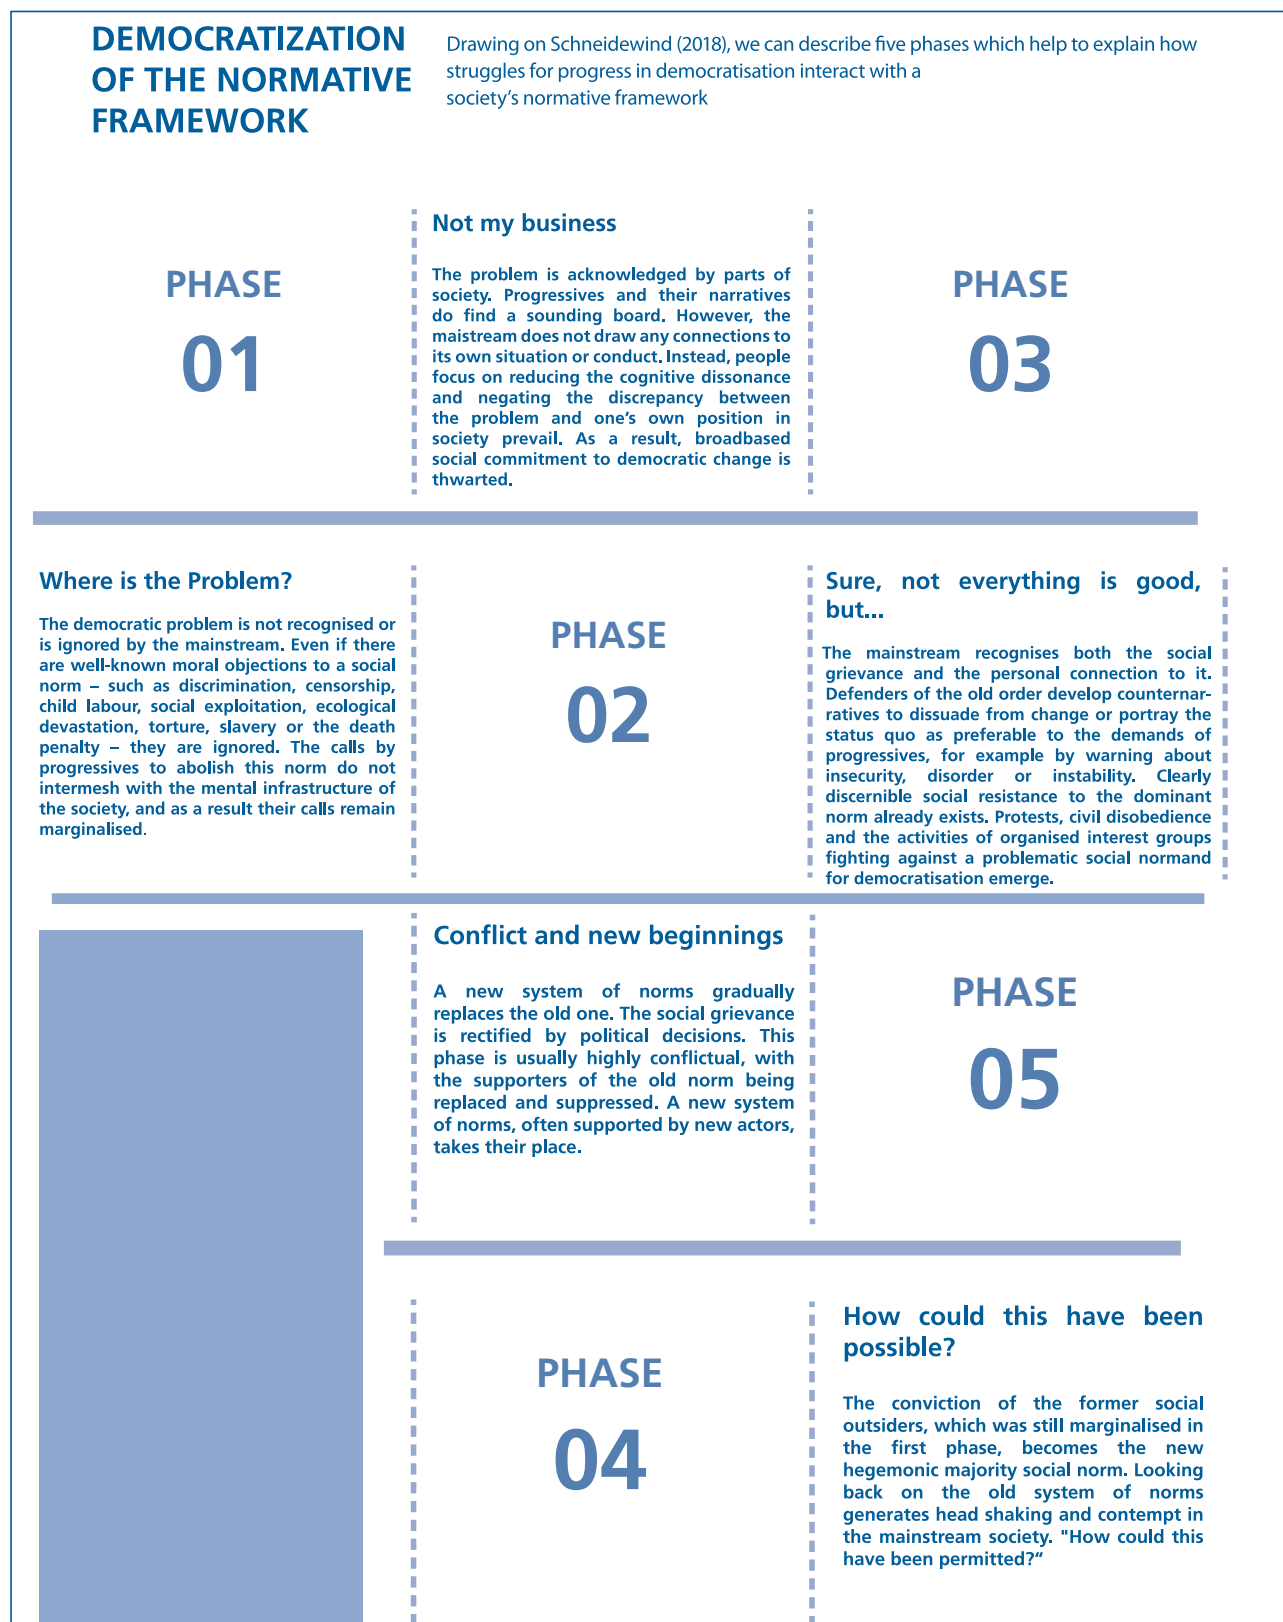 DEMOCRATIZATION
OF THE NORMATIVE
FRAMEWORK
Drawing on Schneidewind (2018), we can describe five phases which help to explain how
struggles for progress in democratisation interact with a
society's normative framework
PHASE
01
Where is the Problem?
The democratic problem is not recognised or
is ignored by the mainstream. Even if there
are well-known moral objections to a social
norm – such as discrimination, censorship,
child labour, social exploitation, ecological
devastation, torture, slavery or the death
penalty – they are ignored. The calls by
progressives to abolish this norm do not
intermesh with the mental infrastructure of
the society, and as a result their calls remain
marginalised.
Not my business
The problem is acknowledged by parts of
society. Progressives and their narratives
do find a sounding board. However, the
maistream does not draw any connections to
its own situation or conduct. Instead, people
focus on reducing the cognitive dissonance
and negating the discrepancy between
the problem and one's own position in
society prevail. As a result, broadbased
social commitment to democratic change is
thwarted.
PHASE
02
PHASE
03
Sure, not everything is good,
but...
The mainstream recognises both the social
grievance and the personal connection to it.
Defenders of the old order develop counternar-
ratives to dissuade from change or portray the
status quo as preferable to the demands of
progressives, for example by warning about
insecurity, disorder or instability. Clearly
discernible social resistance to the dominant
norm already exists. Protests, civil disobedience
and the activities of organised interest groups
fighting against a problematic social normand
for democratisation emerge.
Conflict and new beginnings
A new system of norms gradually
replaces the old one. The social grievance
is rectified by political decisions. This
phase is usually highly conflictual, with
the supporters of the old norm being
replaced and suppressed. A new system
of norms, often supported by new actors,
takes their place.
PHASE
04
PHASE
05
How could this have been
possible?
The conviction of the former social
outsiders, which was still marginalised in
the first phase, becomes the new
hegemonic majority social norm. Looking
back on the old system of norms
generates head shaking and contempt in
the mainstream society. "How could this
have been permitted?“